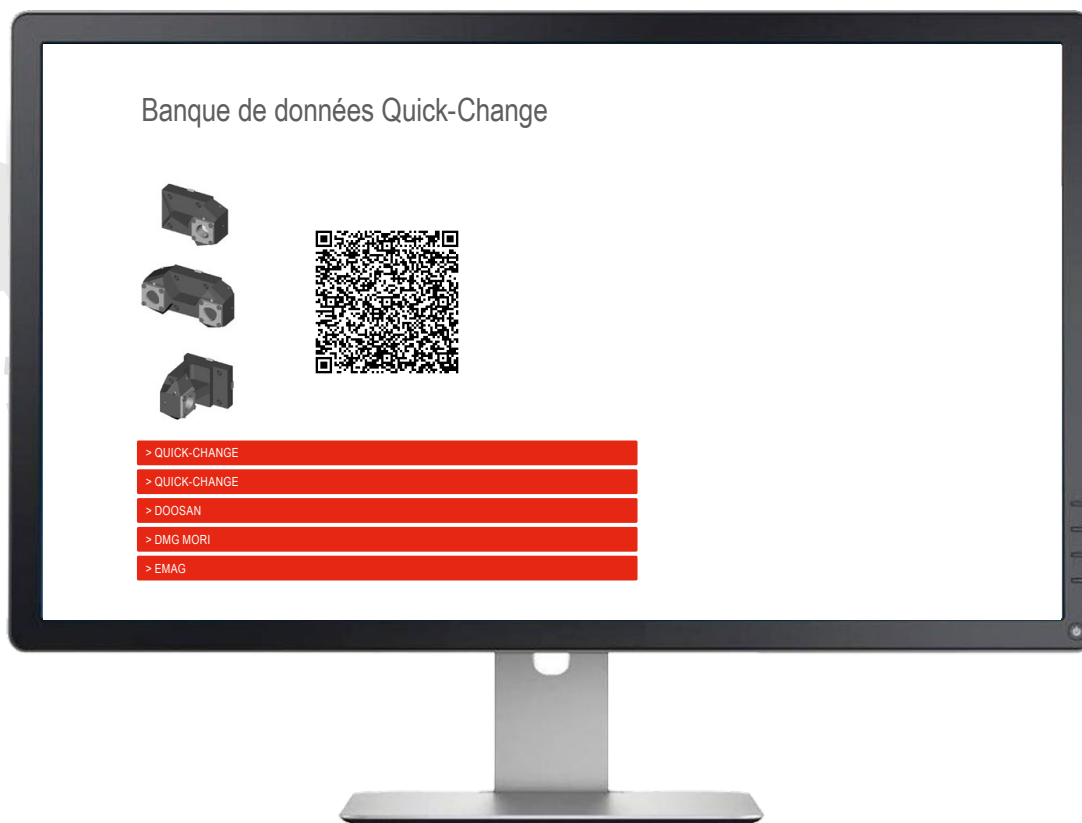 Banque de données Quick-Change
> QUICK-CHANGE
> QUICK-CHANGE
> DOOSAN
> DMG MORI
> EMAG